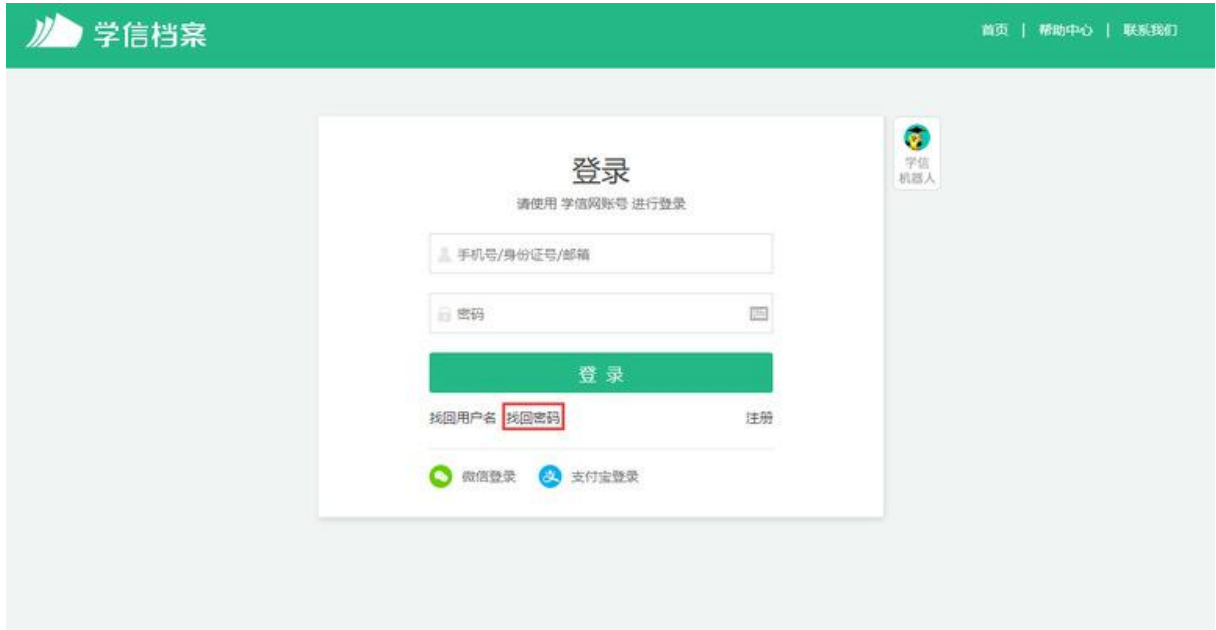 学信档案
首页 | 帮助中心 | 联系我们
登录
请使用 学信网账号 进行登录
学信
机器人
手机号/身份证号/邮箱
密码
登 录
找回用户名 找回密码 注册
微信登录 支付宝登录